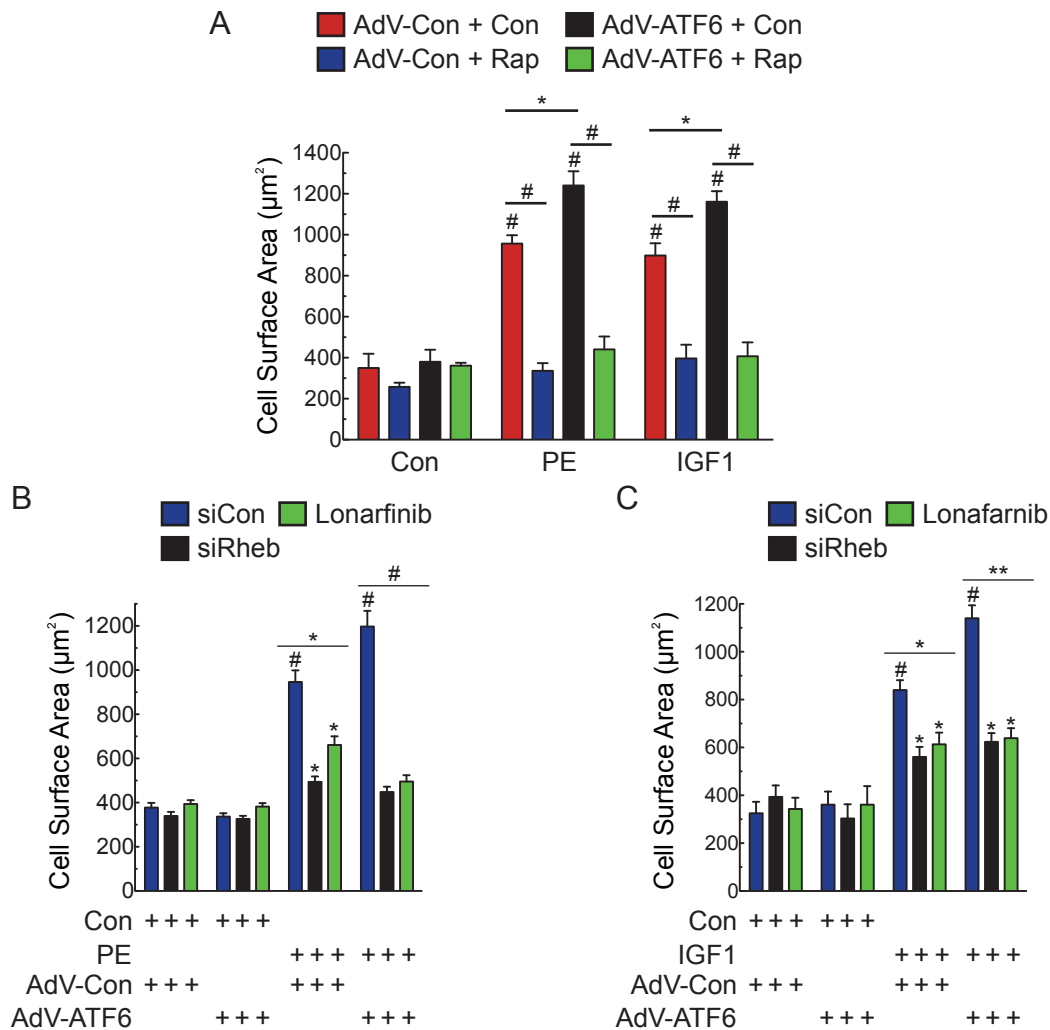 A
AdV-Con + Con
AdV-ATF6 + Con
AdV-Con + Rap
AdV-ATF6 + Rap
* *
# #
# #
# #
# #
Cell Surface Area (µm²)
1400
1200
1000
800
600
400
200
0
Con PE IGF1
B
siCon Lonarfinib
siRheb
#
#
*
#
*
*
Cell Surface Area (µm²)
1200
1000
800
600
400
200
0
Con +++ +++
PE +++ +++
AdV-Con +++ +++
AdV-ATF6 +++ +++
C
siCon Lonafarnib
siRheb
**
#
*
#
* * * *
Cell Surface Area (µm²)
1200
1000
800
600
400
200
0
Con +++ +++
IGF1 +++ +++
AdV-Con +++ +++
AdV-ATF6 +++ +++